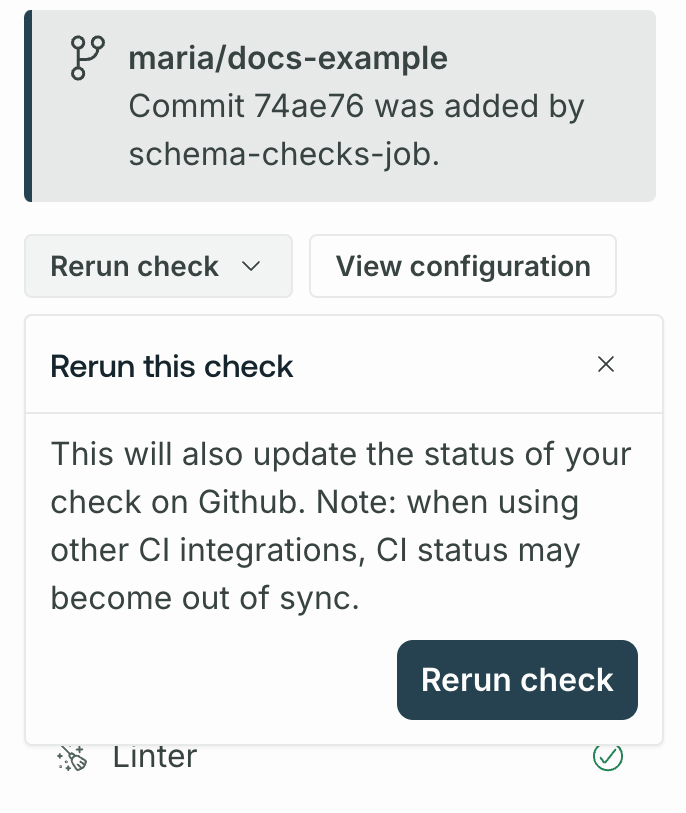 maria/docs-example
Commit 74ae76 was added by
schema-checks-job.
Rerun check
View configuration
Rerun this check
This will also update the status of your
check on Github. Note: when using
other CI integrations, CI status may
become out of sync.
Rerun check
Linter